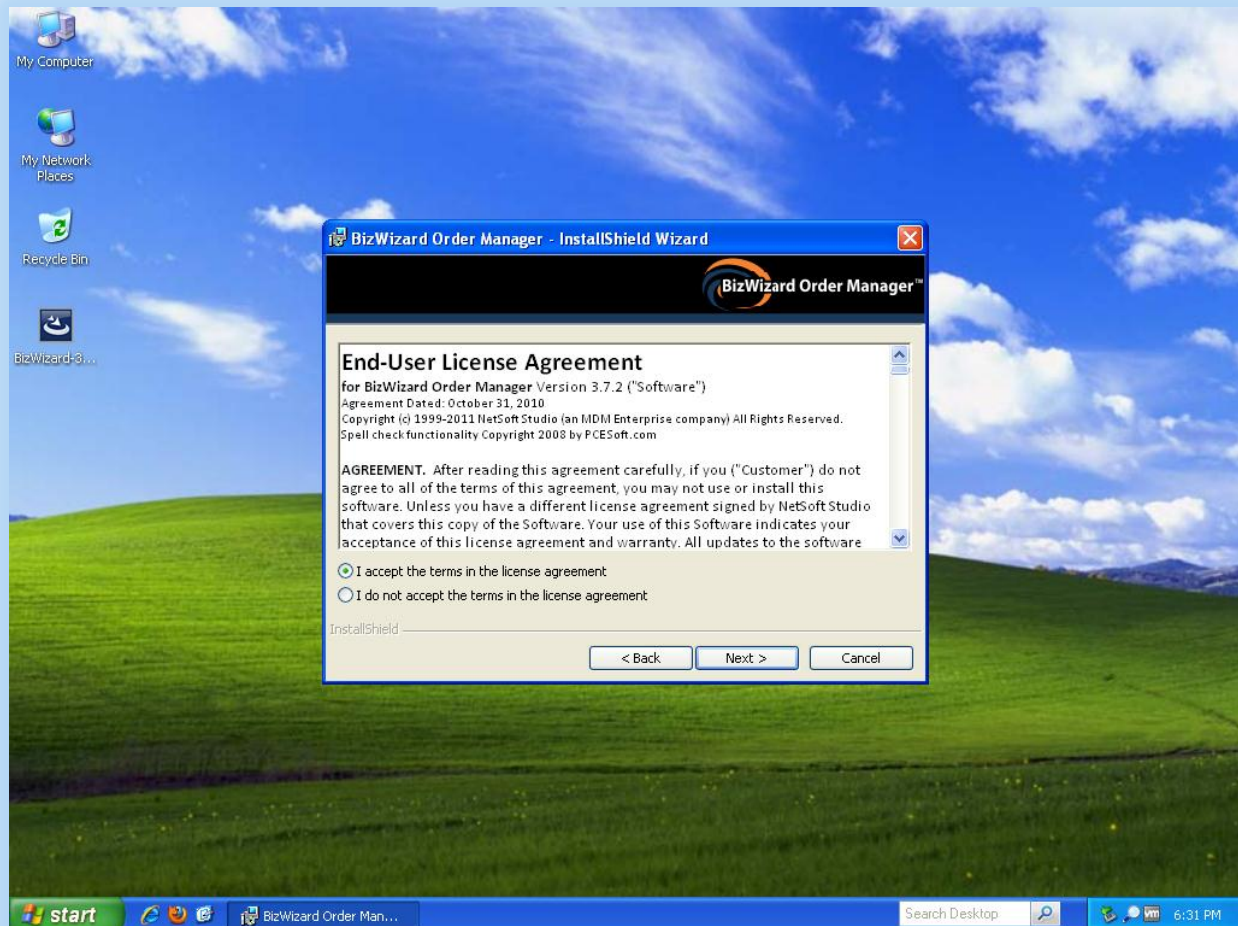 My Computer
My Network
Places
Recycle Bin
BizWizard-3...
BizWizard Order Manager - InstallShield Wizard
BizWizard Order Manager™
End-User License Agreement
for BizWizard Order Manager Version 3.7.2 ("Software")
Agreement Dated: October 31, 2010
Copyright (c) 1999-2011 NetSoft Studio (an MDM Enterprise company) All Rights Reserved.
Spell check functionality Copyright 2008 by PCESoft.com
AGREEMENT. After reading this agreement carefully, if you ("Customer") do not
agree to all of the terms of this agreement, you may not use or install this
software. Unless you have a different license agreement signed by NetSoft Studio
that covers this copy of the Software. Your use of this Software indicates your
acceptance of this license agreement and warranty. All updates to the software
I accept the terms in the license agreement
I do not accept the terms in the license agreement
InstallShield
< Back Next > Cancel
start BizWizard Order Man... Search Desktop vm 6:31 PM